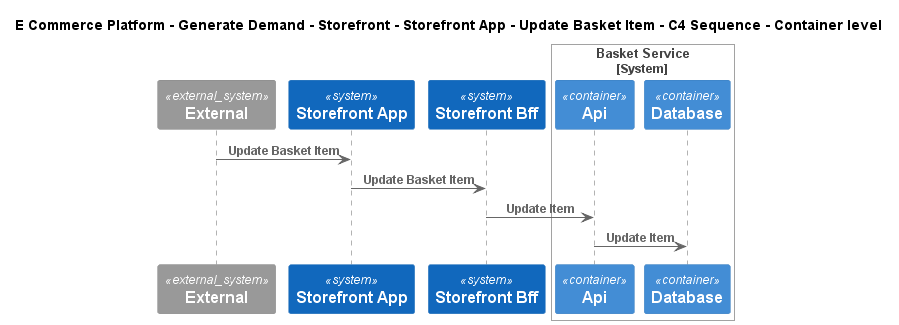 E Commerce Platform - Generate Demand - Storefront - Storefront App - Update Basket Item - C4 Sequence - Container level
Basket Service
[System]
«external_system» «system» «system» «container» «container»
External Storefront App Storefront Bff Api Database
Update Basket Item
Update Basket Item
Update Item
Update Item
«external_system» «system» «system» «container» «container»
External Storefront App Storefront Bff Api Database